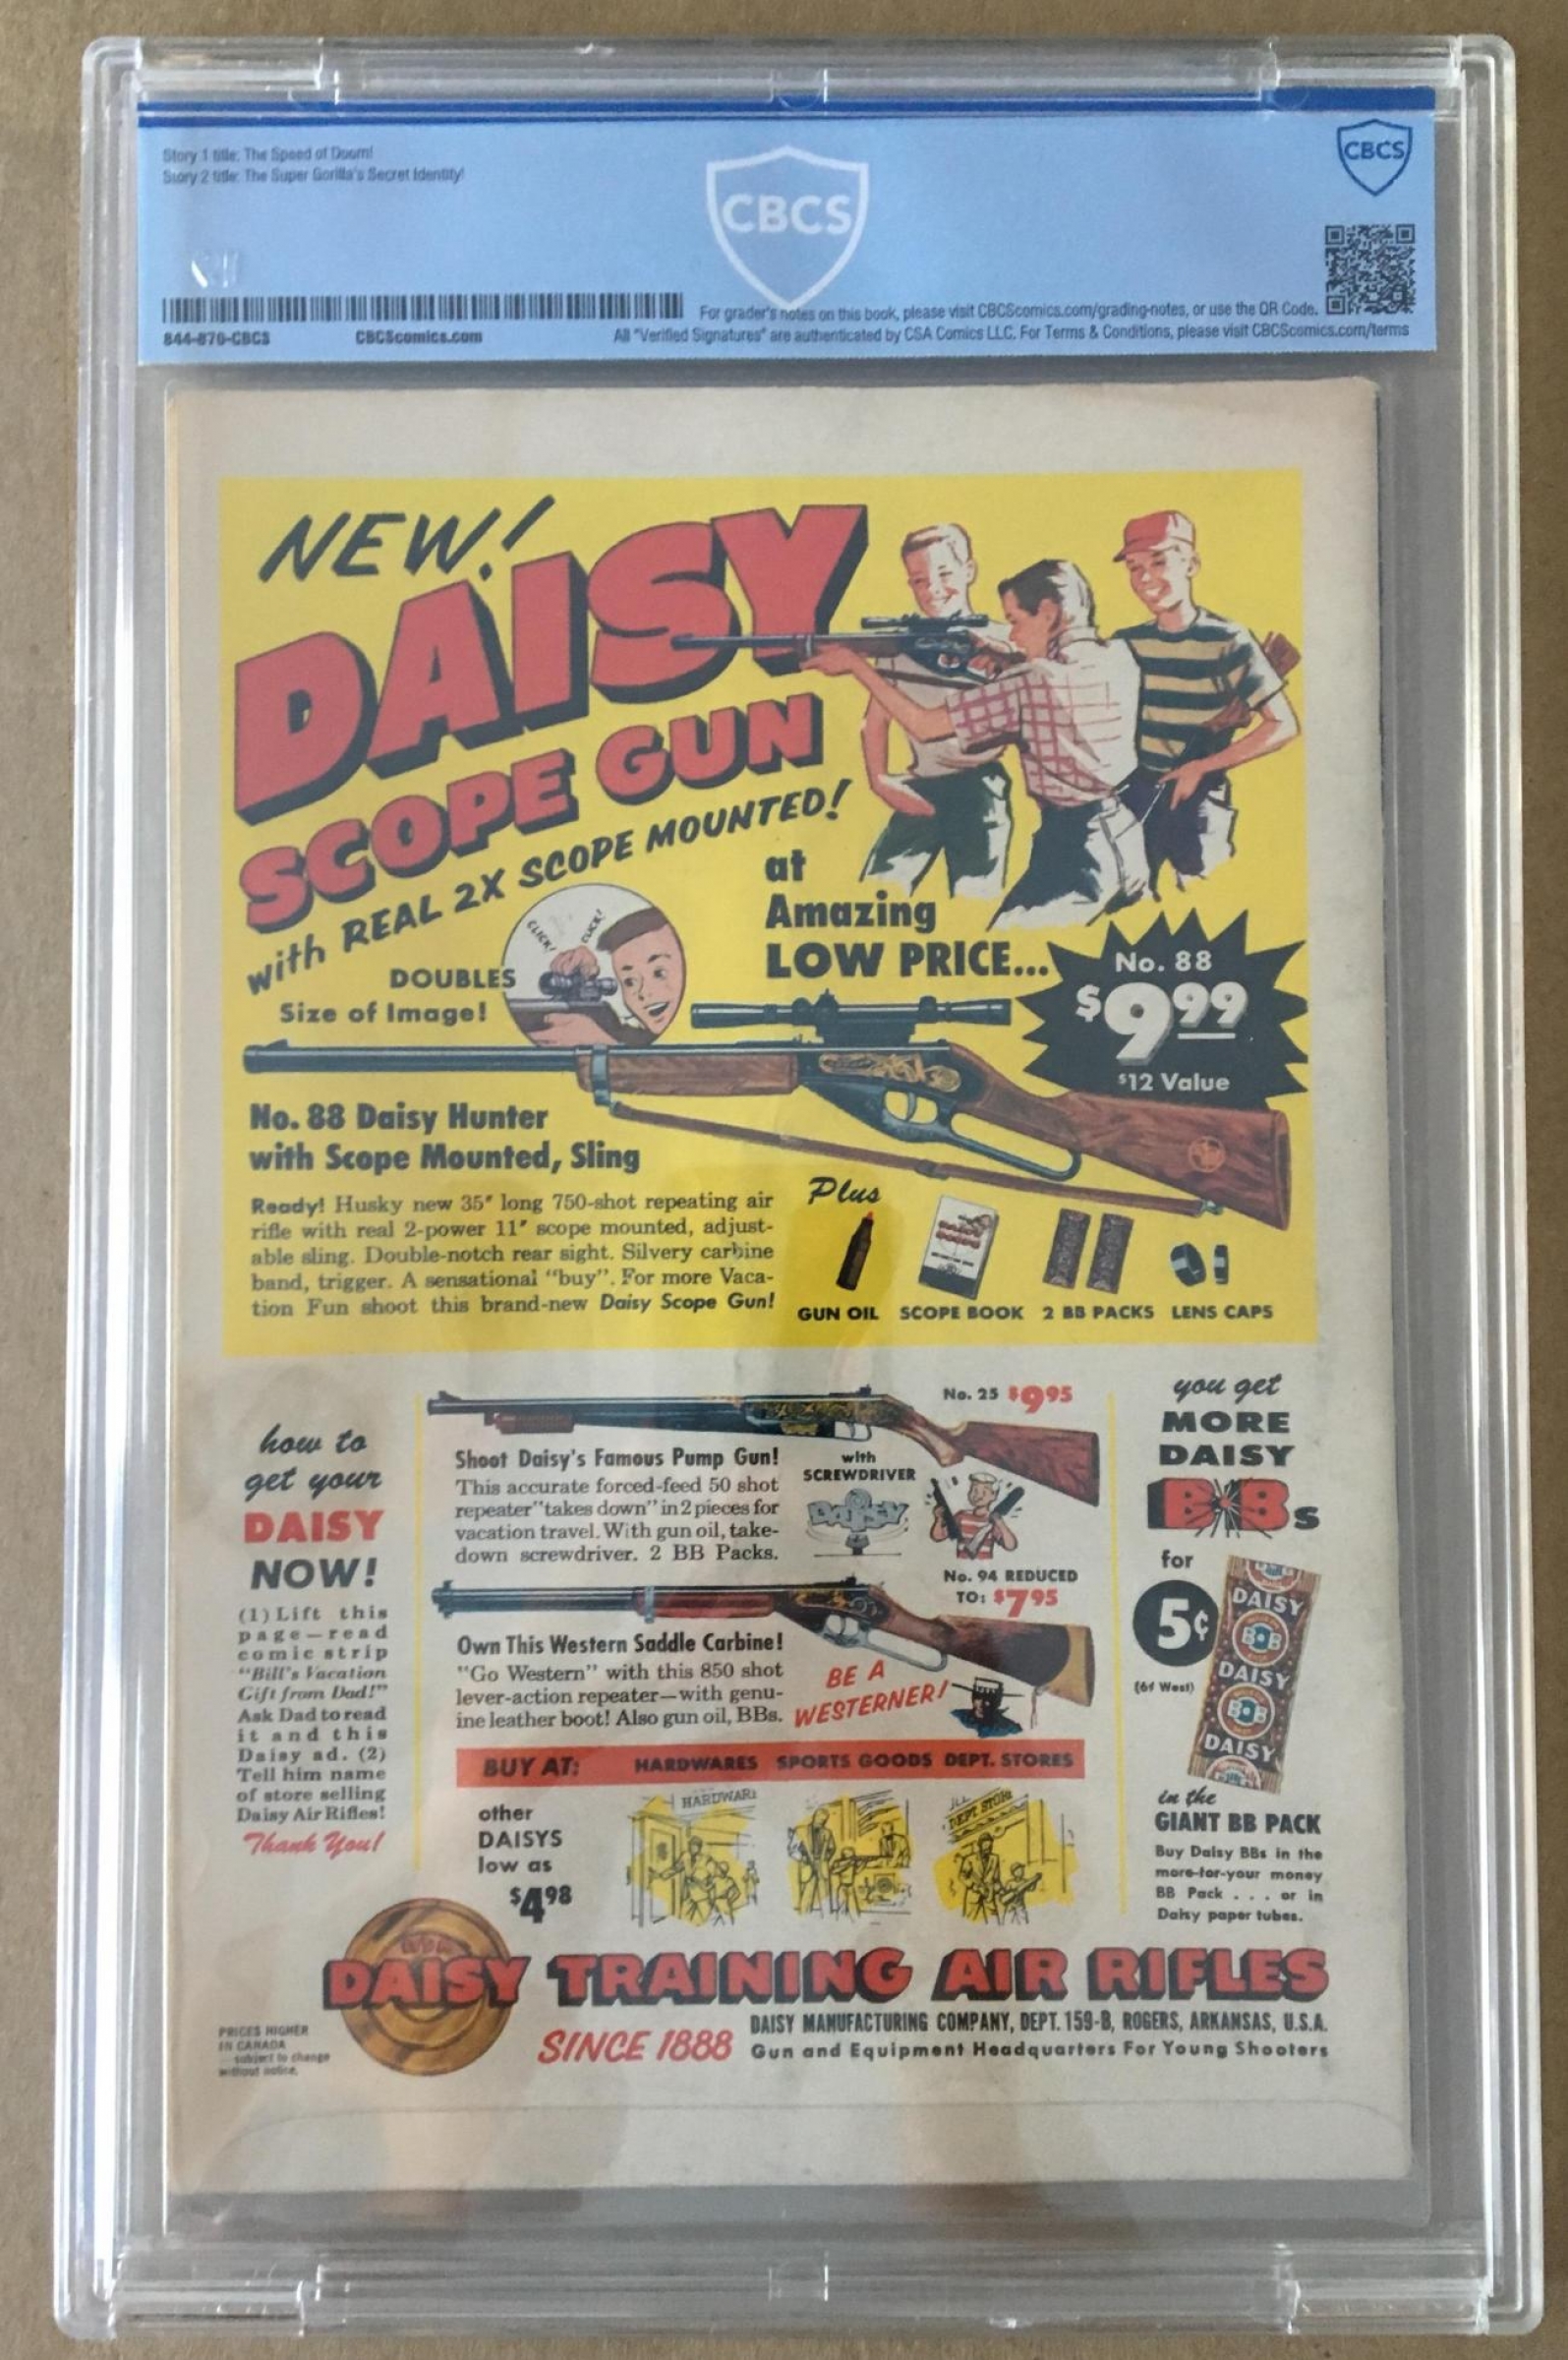 Story 1 title: The Speed of Doom!
Story 2 title: The Super Gorilla's Secret Identity!
CBCS
CBCS
For grader's notes on this book, please visit CBCScomics.com/grading-notes, or use the QR Code.
844-870-CBCS
CBCScomics.com
All "Verified Signatures" are authenticated by CSA Comics LLC. For Terms & Conditions, please visit CBCScomics.com/terms
NEW!
DAISY
SCOPE GUN
with REAL 2X SCOPE MOUNTED!
DOUBLES
Size of Image!
CLICK!
CLICK!
at
Amazing
LOW PRICE...
No. 88
$9.99
$12 Value
No. 88 Daisy Hunter
with Scope Mounted, Sling
Ready! Husky new 35" long 750-shot repeating air
rifle with real 2-power 11" scope mounted, adjust-
able sling. Double-notch rear sight. Silvery carbine
band, trigger. A sensational "buy". For more Vaca-
tion Fun shoot this brand-new Daisy Scope Gun!
Plus
GUN OIL
SCOPE BOOK
2 BB PACKS
LENS CAPS
how to
get your
DAISY
NOW!
(1) Lift this
page—read
comic strip
"Bill's Vacation
Gift from Dad!"
Ask Dad to read
it and this
Daisy ad. (2)
Tell him name
of store selling
Daisy Air Rifles!
Thank You!
No. 25 $9.95
Shoot Daisy's Famous Pump Gun!
This accurate forced-feed 50 shot
repeater "takes down" in 2 pieces for
vacation travel. With gun oil, take-
down screwdriver. 2 BB Packs.
with
SCREWDRIVER
DAISY
No. 94 REDUCED
TO: $7.95
Own This Western Saddle Carbine!
"Go Western" with this 850 shot
lever-action repeater—with genu-
ine leather boot! Also gun oil, BBs.
BE A
WESTERNER!
BUY AT:
HARDWARES SPORTS GOODS DEPT. STORES
other
DAISYS
low as
$4.98
HARDWARE
DEPT STORE
you get
MORE
DAISY
B•Bs
for
5¢
(6¢ West)
DAISY
B•B
DAISY
B•B
DAISY
in the
GIANT BB PACK
Buy Daisy BBs in the
more-for-your money
BB Pack . . . or in
Daisy paper tubes.
DAISY TRAINING AIR RIFLES
SINCE 1888
DAISY MANUFACTURING COMPANY, DEPT. 159-B, ROGERS, ARKANSAS, U.S.A.
Gun and Equipment Headquarters For Young Shooters
PRICES HIGHER
IN CANADA
subject to change
without notice.